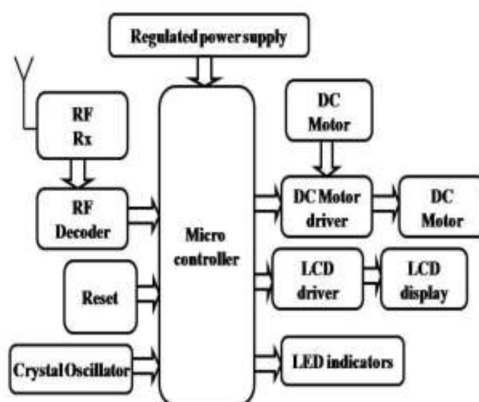 Regulated power supply
RF
Rx
DC
Motor
RF
Decoder
Micro
controller
DC Motor
driver
DC
Motor
Reset
LCD
driver
LCD
display
Crystal Oscillator
LED indicators